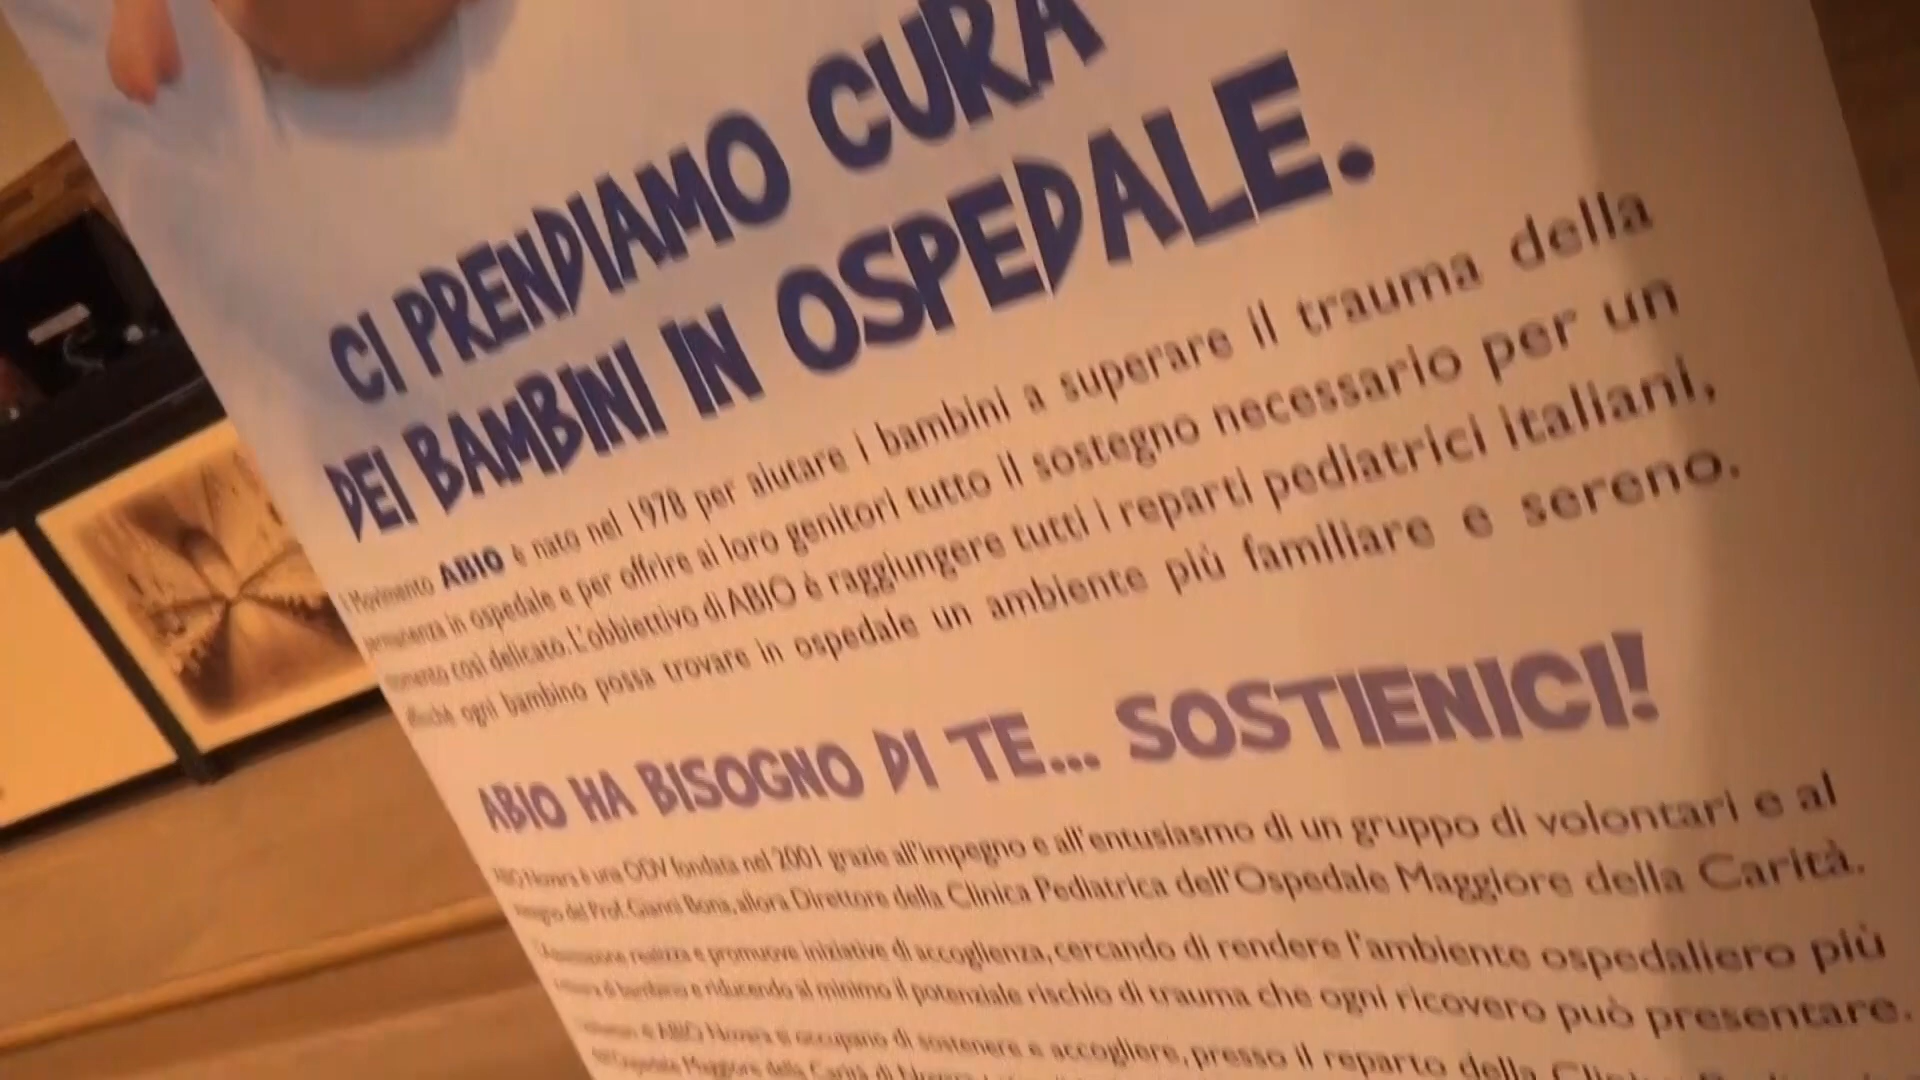 CI PRENDIAMO CURA
DEI BAMBINI IN OSPEDALE.
Movimento ABIO è nato nel 1978 per aiutare i bambini a superare il trauma della
permanenza in ospedale e per offrire ai loro genitori tutto il sostegno necessario per un
momento così delicato. L'obbiettivo di ABIO è raggiungere tutti i reparti pediatrici italiani,
affinché ogni bambino possa trovare in ospedale un ambiente più familiare e sereno.
ABIO HA BISOGNO DI TE... SOSTIENICI!
ABIO Novara è una ODV fondata nel 2001 grazie all'impegno e all'entusiasmo di un gruppo di volontari e al
del Prof. Gianni Bona, allora Direttore della Clinica Pediatrica dell'Ospedale Maggiore della Carità.
realizza e promuove iniziative di accoglienza, cercando di rendere l'ambiente ospedaliero più
di bambino e riducendo al minimo il potenziale rischio di trauma che ogni ricovero può presentare.
di ABIO Novara si occupano di sostenere e accogliere, presso il reparto della Clinica
Maggiore della Carità di Novara